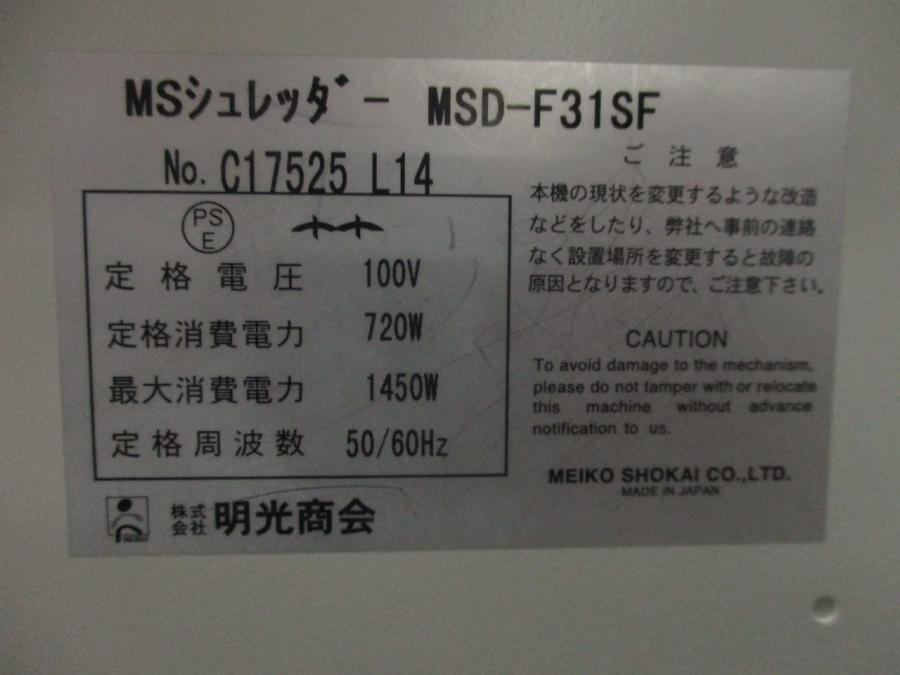 MSシュレッダー MSD-F31SF
No. C17525 L14
PS
E
定格電圧 100V
定格消費電力 720W
最大消費電力 1450W
定格周波数 50/60Hz
株式
会社 明光商会
ご注意
本機の現状を変更するような改造
などをしたり、弊社へ事前の連絡
なく設置場所を変更すると故障の
原因となりますので、ご注意下さい。
CAUTION
To avoid damage to the mechanism,
please do not tamper with or relocate
this machine without advance
notification to us.
MEIKO SHOKAI CO.,LTD.
MADE IN JAPAN